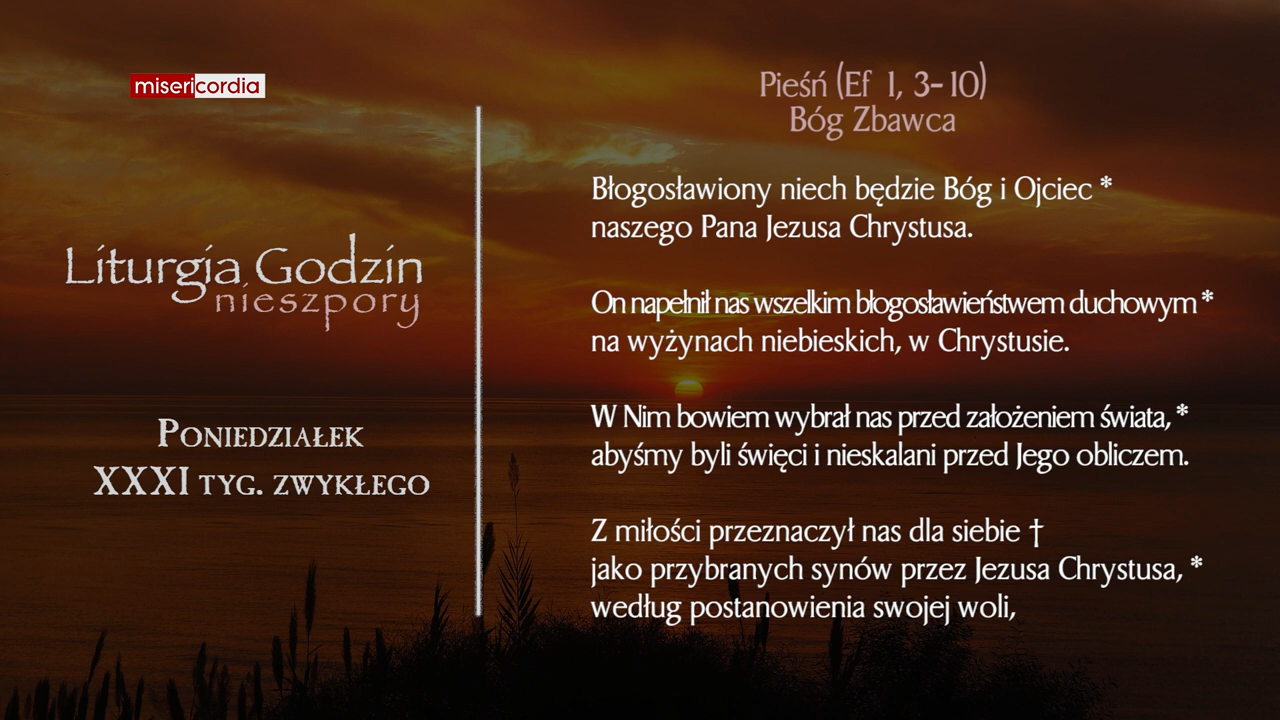 misericordia
Liturgia Godzin
nieszpory
Poniedziałek
XXXI tyg. zwykłego
Pieśń (Ef 1, 3-10)
Bóg Zbawca
Błogosławiony niech będzie Bóg i Ojciec *
naszego Pana Jezusa Chrystusa.
On napełnił nas wszelkim błogosławieństwem duchowym *
na wyżynach niebieskich, w Chrystusie.
W Nim bowiem wybrał nas przed założeniem świata, *
abyśmy byli święci i nieskalani przed Jego obliczem.
Z miłości przeznaczył nas dla siebie †
jako przybranych synów przez Jezusa Chrystusa, *
według postanowienia swojej woli,